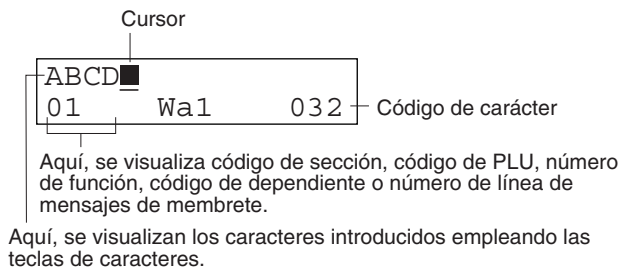 Cursor
ABCD
01 Wa1 032
Código de carácter
Aquí, se visualiza código de sección, código de PLU, número
de función, código de dependiente o número de línea de
mensajes de membrete.
Aquí, se visualizan los caracteres introducidos empleando las
teclas de caracteres.